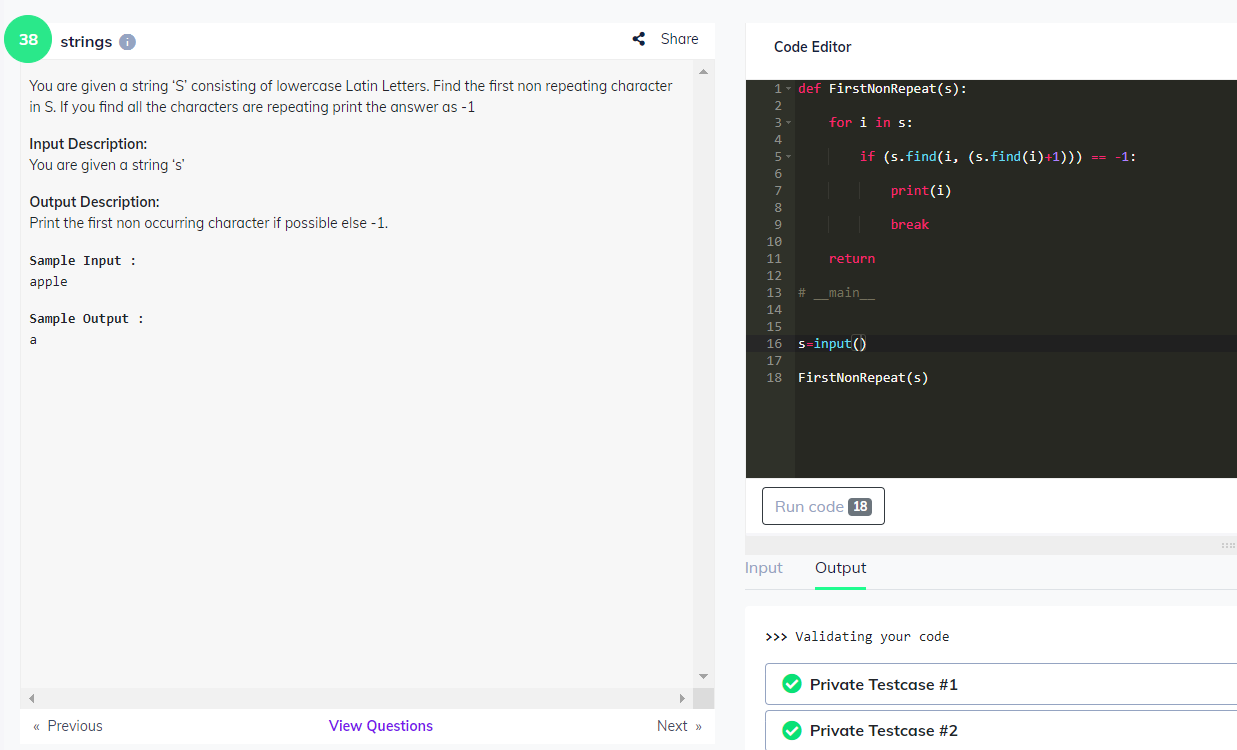 38 strings i Share
You are given a string ‘S’ consisting of lowercase Latin Letters. Find the first non repeating character
in S. If you find all the characters are repeating print the answer as -1
Input Description:
You are given a string ‘s’
Output Description:
Print the first non occurring character if possible else -1.
Sample Input :
apple
Sample Output :
a
« Previous View Questions Next »
Code Editor
1 def FirstNonRepeat(s):
2
3 for i in s:
4
5 if (s.find(i, (s.find(i)+1))) == -1:
6
7 print(i)
8
9 break
10
11 return
12
13 # __main__
14
15
16 s=input()
17
18 FirstNonRepeat(s)
Run code 18
Input Output
>>> Validating your code
Private Testcase #1
Private Testcase #2